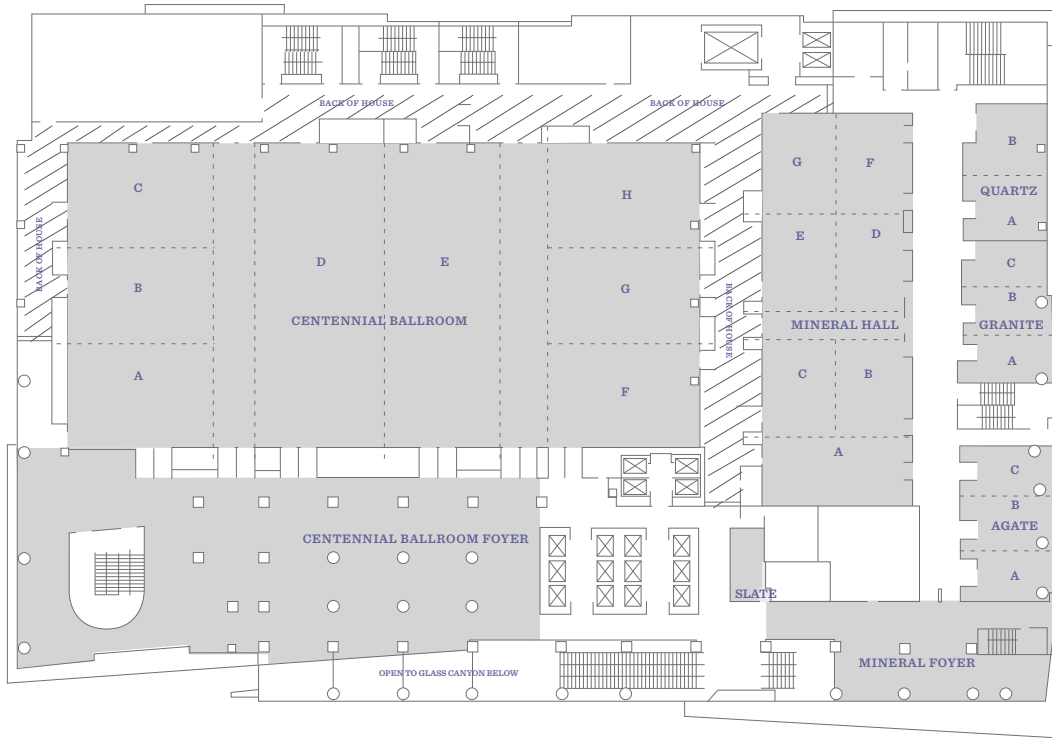 BACK OF HOUSE
BACK OF HOUSE
B
G
F
C
QUARTZ
H
A
BACK OF HOUSE
E
D
D
E
C
B
G
B
BACK OF HOUSE
CENTENNIAL BALLROOM
MINERAL HALL
GRANITE
A
C
B
A
F
A
C
B
AGATE
CENTENNIAL BALLROOM FOYER
A
SLATE
MINERAL FOYER
OPEN TO GLASS CANYON BELOW